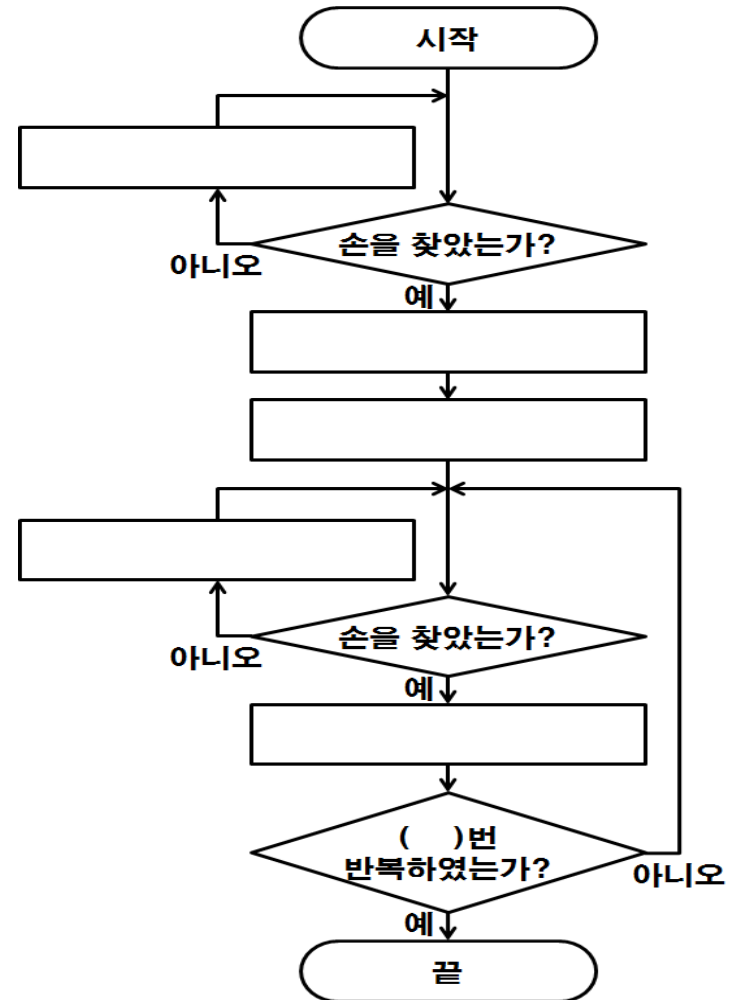 시작
손을 찾았는가?
아니오
예
손을 찾았는가?
아니오
예
(    )번
반복하였는가?
아니오
예
끝